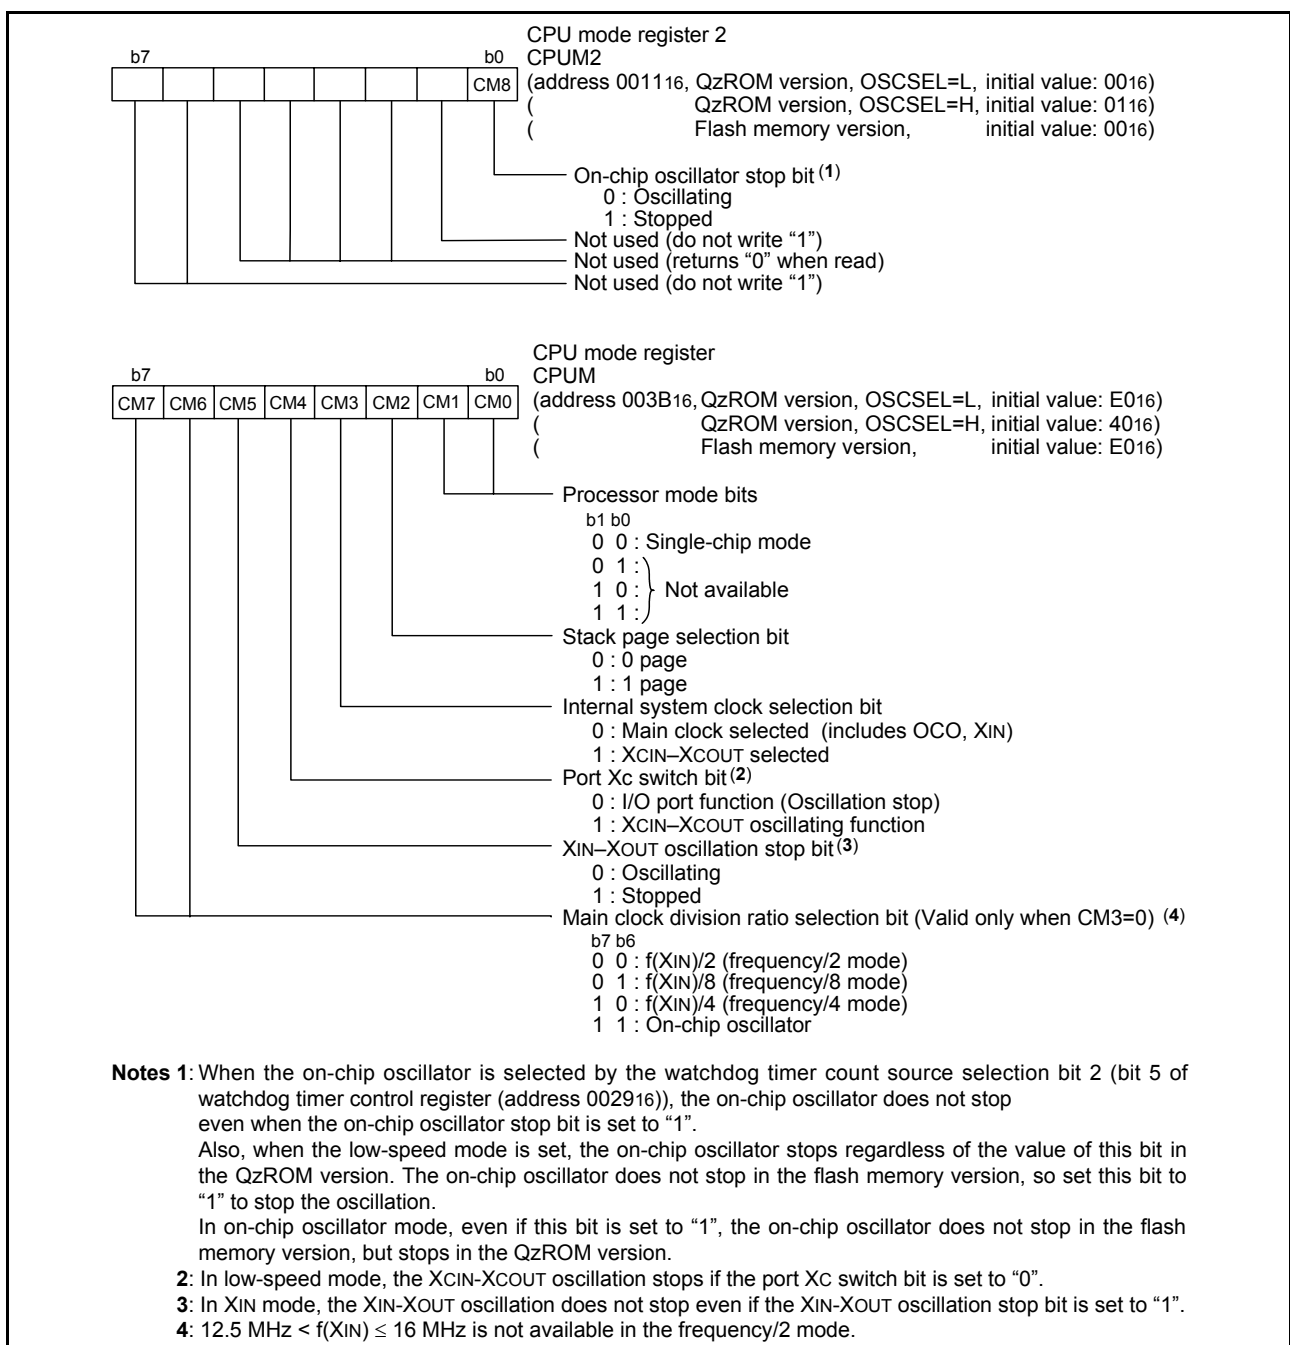 CPU mode register 2
b7 b0 CPUM2
CM8 (address 001116, QzROM version, OSCSEL=L, initial value: 0016)
( QzROM version, OSCSEL=H, initial value: 0116)
( Flash memory version, initial value: 0016)
On-chip oscillator stop bit (1)
0 : Oscillating
1 : Stopped
Not used (do not write “1”)
Not used (returns “0” when read)
Not used (do not write “1”)
CPU mode register
b7 b0 CPUM
CM7 CM6 CM5 CM4 CM3 CM2 CM1 CM0 (address 003B16, QzROM version, OSCSEL=L, initial value: E016)
( QzROM version, OSCSEL=H, initial value: 4016)
( Flash memory version, initial value: E016)
Processor mode bits
b1 b0
0 0 : Single-chip mode
0 1 :
1 0 : Not available
1 1 :
Stack page selection bit
0 : 0 page
1 : 1 page
Internal system clock selection bit
0 : Main clock selected (includes OCO, XIN)
1 : XCIN–XCOUT selected
Port Xc switch bit (2)
0 : I/O port function (Oscillation stop)
1 : XCIN–XCOUT oscillating function
XIN–XOUT oscillation stop bit (3)
0 : Oscillating
1 : Stopped
Main clock division ratio selection bit (Valid only when CM3=0) (4)
b7 b6
0 0 : f(XIN)/2 (frequency/2 mode)
0 1 : f(XIN)/8 (frequency/8 mode)
1 0 : f(XIN)/4 (frequency/4 mode)
1 1 : On-chip oscillator
Notes 1: When the on-chip oscillator is selected by the watchdog timer count source selection bit 2 (bit 5 of
watchdog timer control register (address 002916)), the on-chip oscillator does not stop
even when the on-chip oscillator stop bit is set to “1”.
Also, when the low-speed mode is set, the on-chip oscillator stops regardless of the value of this bit in
the QzROM version. The on-chip oscillator does not stop in the flash memory version, so set this bit to
“1” to stop the oscillation.
In on-chip oscillator mode, even if this bit is set to “1”, the on-chip oscillator does not stop in the flash
memory version, but stops in the QzROM version.
2: In low-speed mode, the XCIN-XCOUT oscillation stops if the port XC switch bit is set to “0”.
3: In XIN mode, the XIN-XOUT oscillation does not stop even if the XIN-XOUT oscillation stop bit is set to “1”.
4: 12.5 MHz < f(XIN) ≤ 16 MHz is not available in the frequency/2 mode.